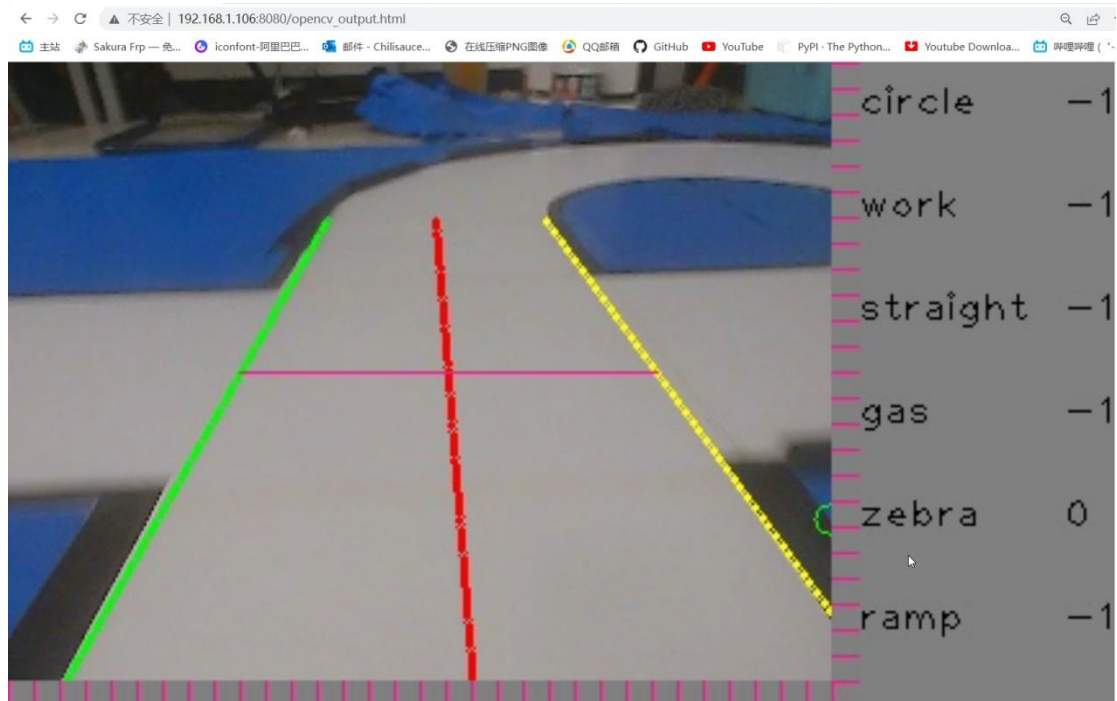 不安全 | 192.168.1.106:8080/opencv_output.html
主站 Sakura Frp — 免... iconfont-阿里巴巴... 邮件 - Chilisauce... 在线压缩PNG图像 QQ邮箱 GitHub YouTube PyPI · The Python... Youtube Downloa... 哔哩哔哩 ( ゜-
circle -1
work -1
straight -1
gas -1
zebra 0
ramp -1